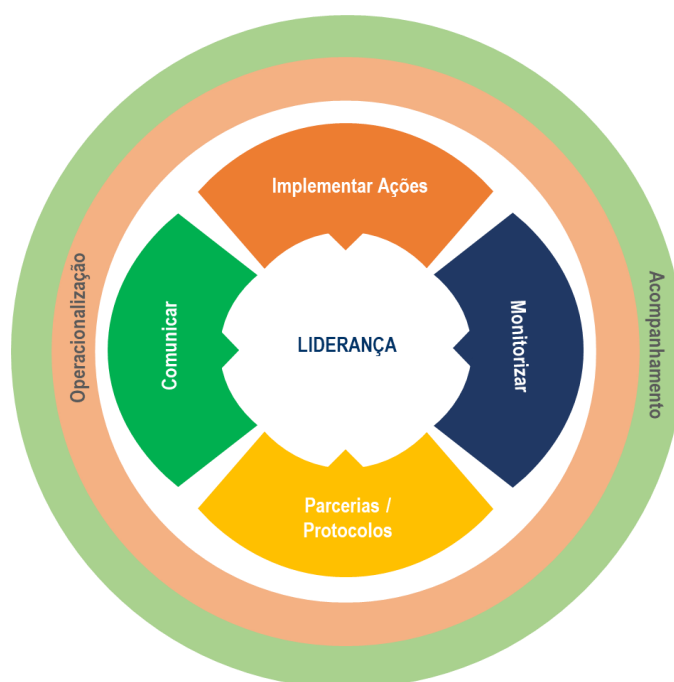 Implementar Ações
Operacionalização
Comunicar
LIDERANÇA
Monitorizar
Acompanhamento
Parcerias /
Protocolos